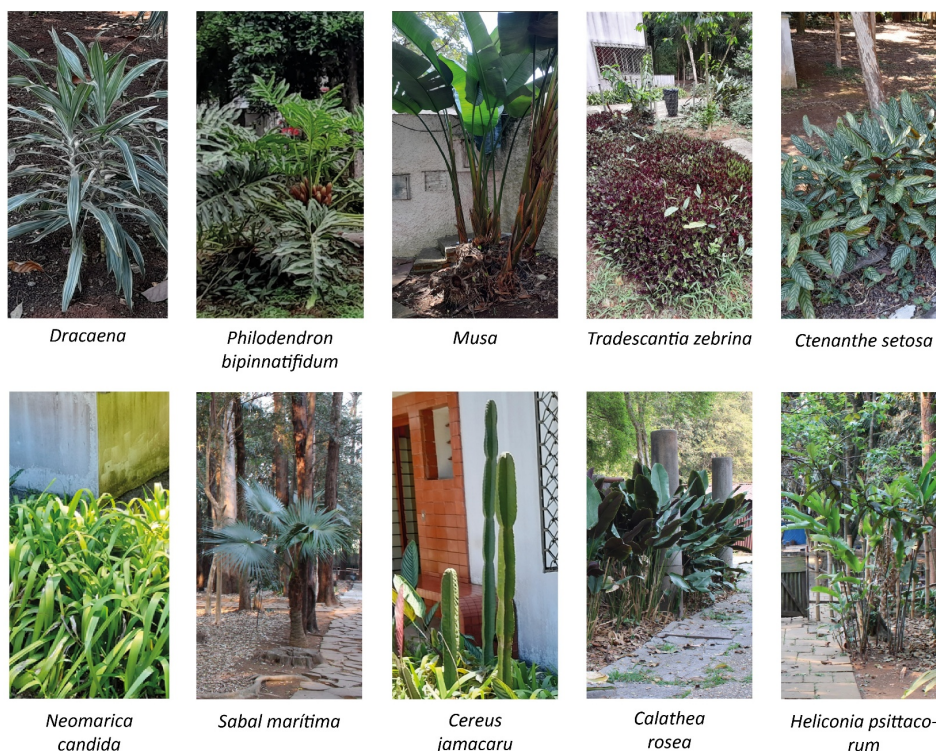 Dracaena
Philodendron
bipinnatifidum
Musa
Tradescantia zebrina
Ctenanthe setosa
Neomarica
candida
Sabal marítima
Cereus
jamacaru
Calathea
rosea
Heliconia psittaco-
rum